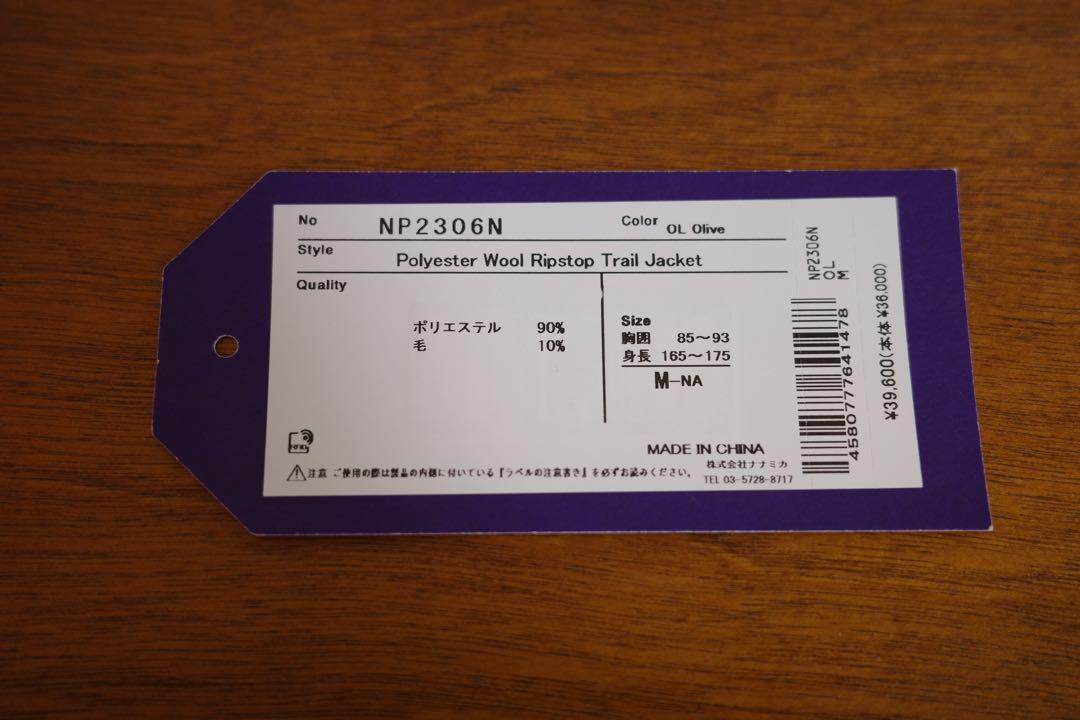 No NP2306N Color OL Olive
Style Polyester Wool Ripstop Trail Jacket
Quality
ポリエステル 90%
毛 10%
Size
胸囲 85〜93
身長 165〜175
M-NA
RFID
MADE IN CHINA
株式会社ナナミカ
TEL 03-5728-8717
注意 ご使用の際は製品の内側に付いている『ラベルの注意書き』を必ずお読みください。
NP2306N
OL
M
4580777641478
¥39,600(本体 ¥36,000)